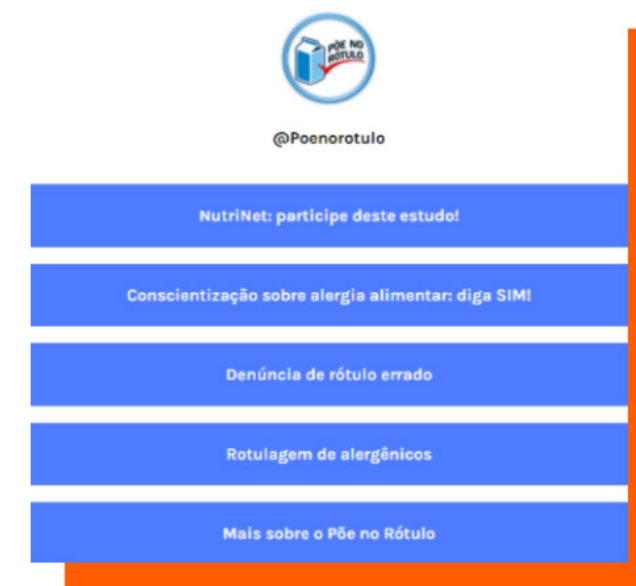 PÕE NO
RÓTULO
@Poenorotulo
NutriNet: participe deste estudo!
Conscientização sobre alergia alimentar: diga SIM!
Denúncia de rótulo errado
Rotulagem de alergênicos
Mais sobre o Põe no Rótulo